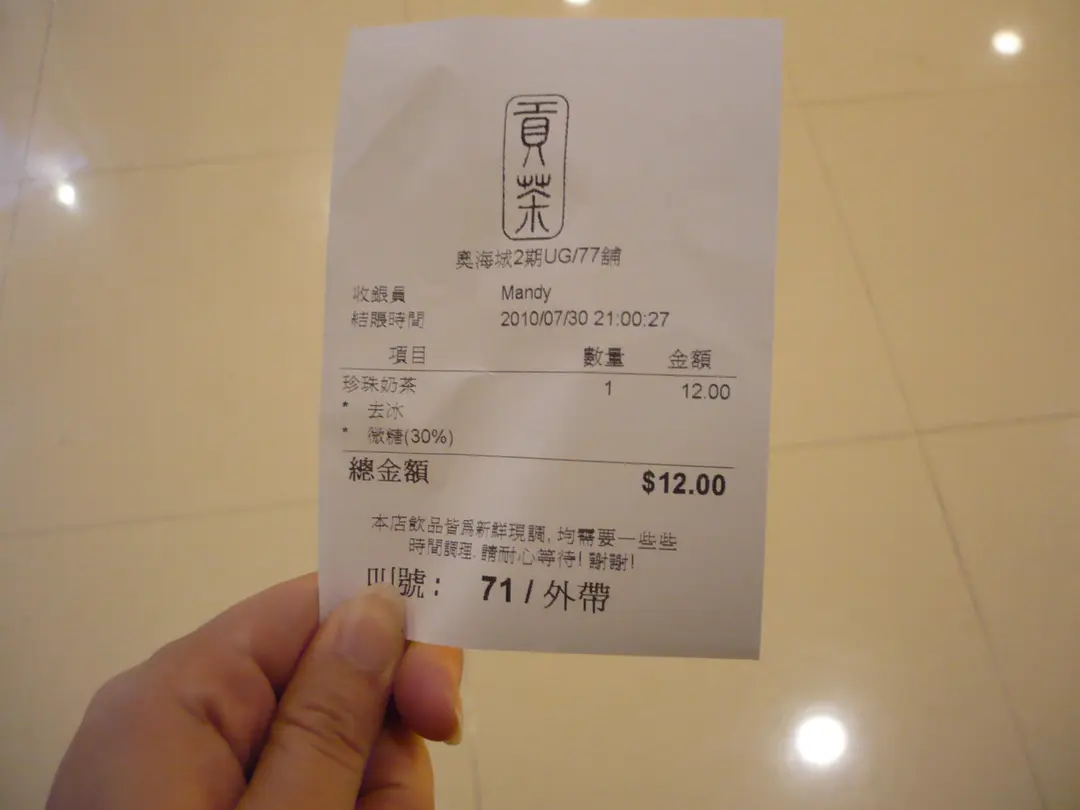 貢茶
奧海城2期UG/77舖
收銀員 Mandy
結賬時間 2010/07/30 21:00:27
項目 數量 金額
珍珠奶茶 1 12.00
* 去冰
* 微糖(30%)
總金額 $12.00
本店飲品皆爲新鮮現調, 均需要一些些
時間調理, 請耐心等待! 謝謝!
叫號: 71 / 外帶